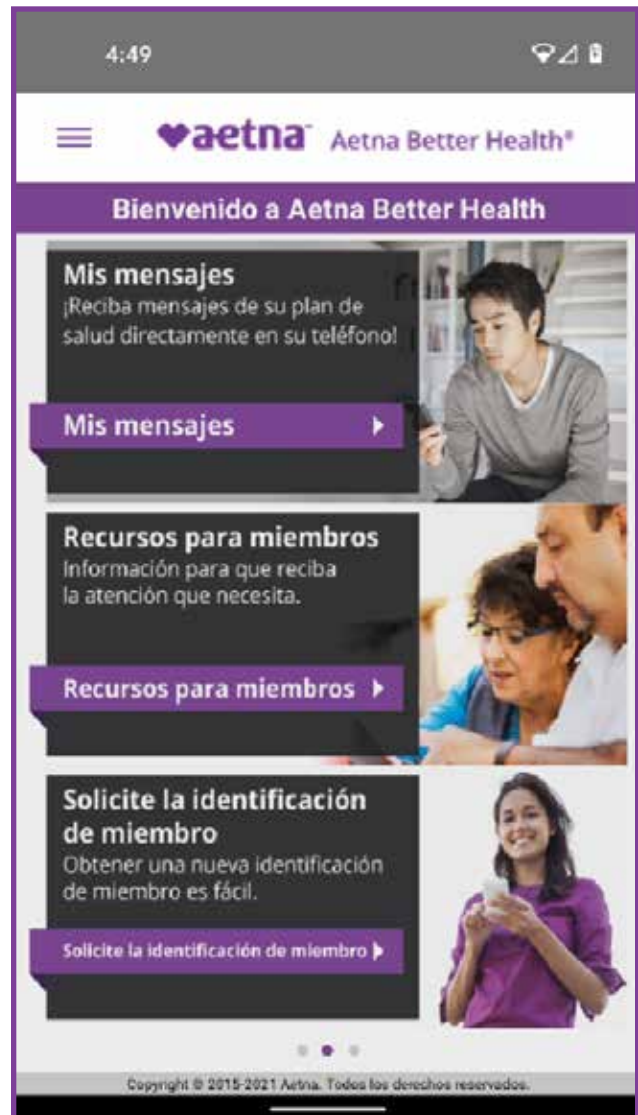 4:49
aetna™ Aetna Better Health®
Bienvenido a Aetna Better Health
Mis mensajes
¡Reciba mensajes de su plan de
salud directamente en su teléfono!
Mis mensajes
Recursos para miembros
Información para que reciba
la atención que necesita.
Recursos para miembros
Solicite la identificación
de miembro
Obtener una nueva identificación
de miembro es fácil.
Solicite la identificación de miembro
Copyright © 2015-2021 Aetna. Todos los derechos reservados.